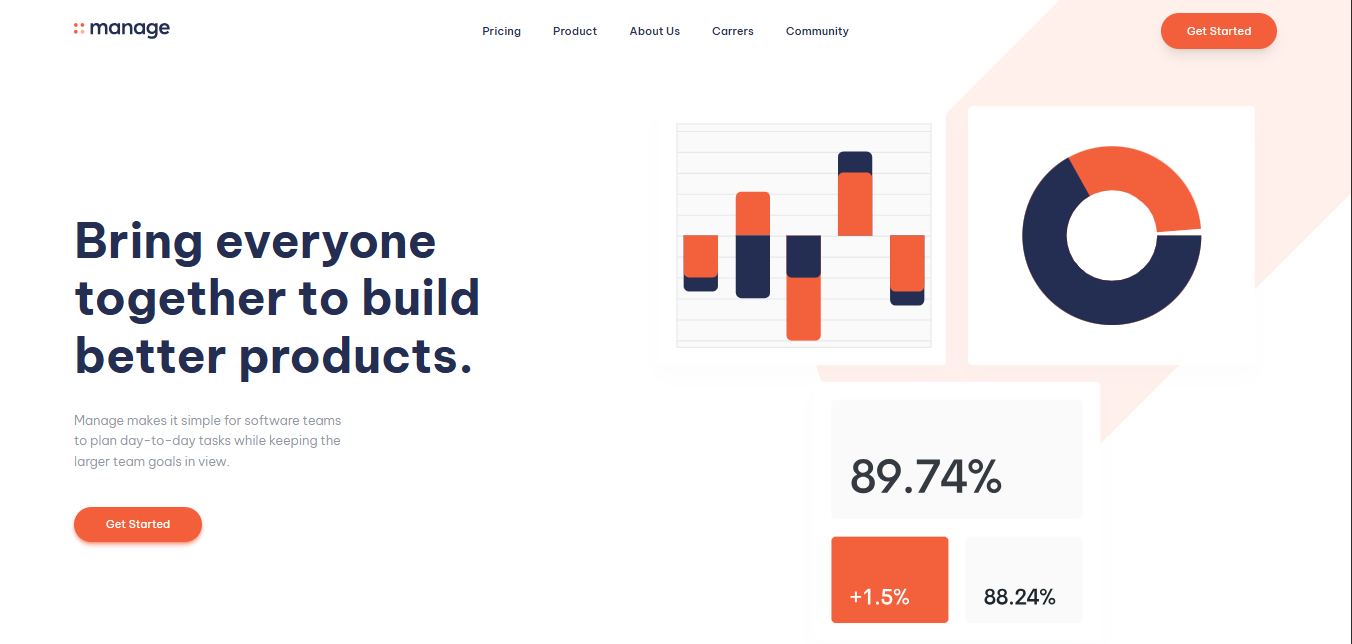 manage
Pricing Product About Us Carrers Community
Get Started
Bring everyone
together to build
better products.
Manage makes it simple for software teams
to plan day-to-day tasks while keeping the
larger team goals in view.
Get Started
89.74%
+1.5%
88.24%